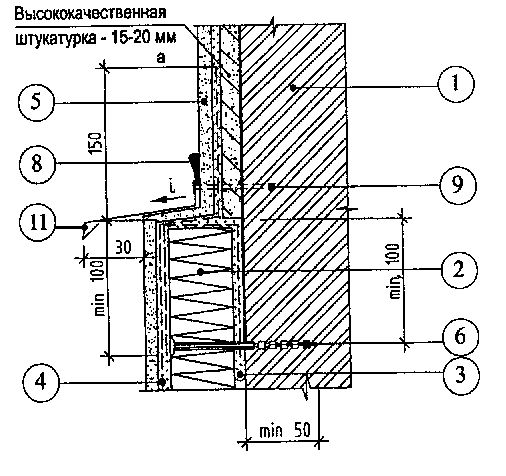 Высококачественная
штукатурка - 15-20 мм
a
1
5
150
8
i
9
11
30
2
min 100
min. 100
6
4
3
min 50